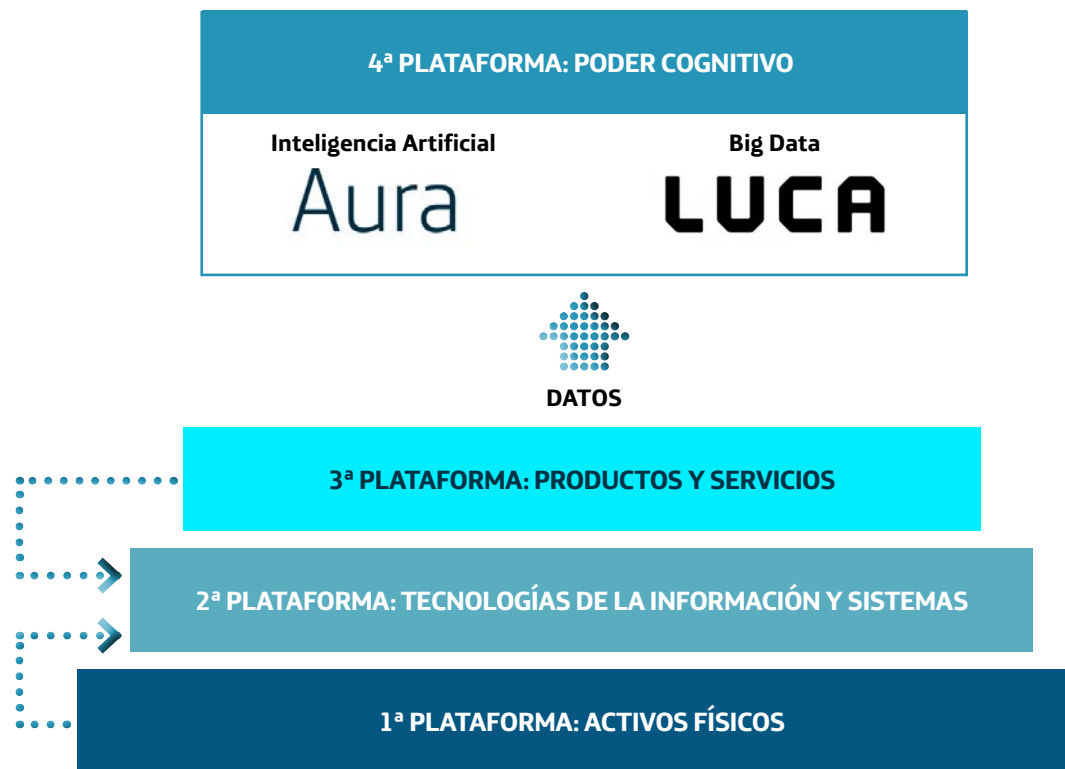 4ª PLATAFORMA: PODER COGNITIVO
Inteligencia Artificial
Aura
Big Data
LUCA
DATOS
3ª PLATAFORMA: PRODUCTOS Y SERVICIOS
2ª PLATAFORMA: TECNOLOGÍAS DE LA INFORMACIÓN Y SISTEMAS
1ª PLATAFORMA: ACTIVOS FÍSICOS